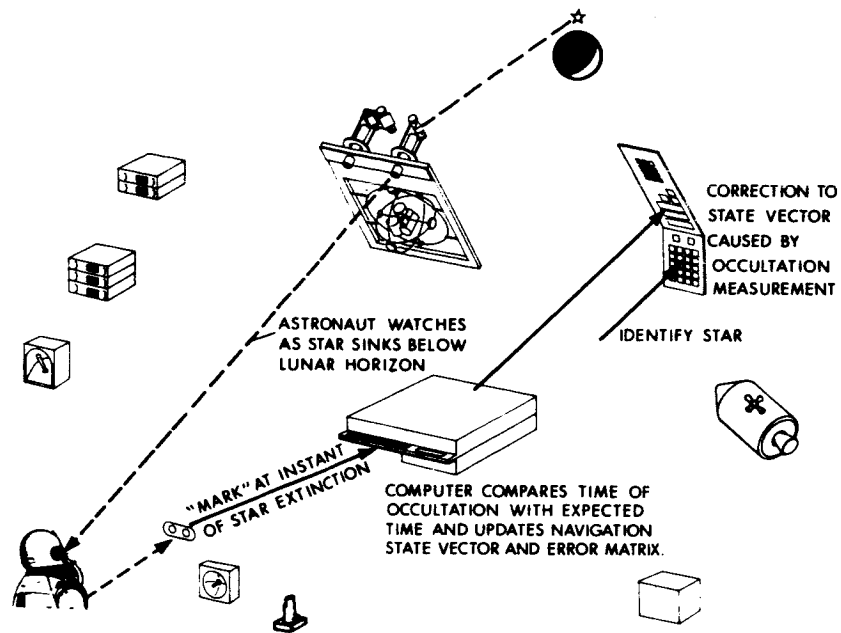 CORRECTION TO
STATE VECTOR
CAUSED BY
OCCULTATION
MEASUREMENT
IDENTIFY STAR
ASTRONAUT WATCHES
AS STAR SINKS BELOW
LUNAR HORIZON
"MARK" AT INSTANT
OF STAR EXTINCTION
COMPUTER COMPARES TIME OF
OCCULTATION WITH EXPECTED
TIME AND UPDATES NAVIGATION
STATE VECTOR AND ERROR MATRIX.